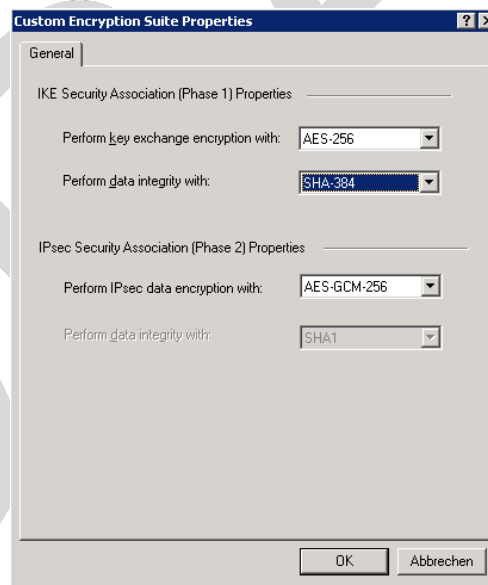 Custom Encryption Suite Properties
General
IKE Security Association (Phase 1) Properties
Perform key exchange encryption with: AES-256
Perform data integrity with: SHA-384
IPsec Security Association (Phase 2) Properties
Perform IPsec data encryption with: AES-GCM-256
Perform data integrity with: SHA1
OK Abbrechen